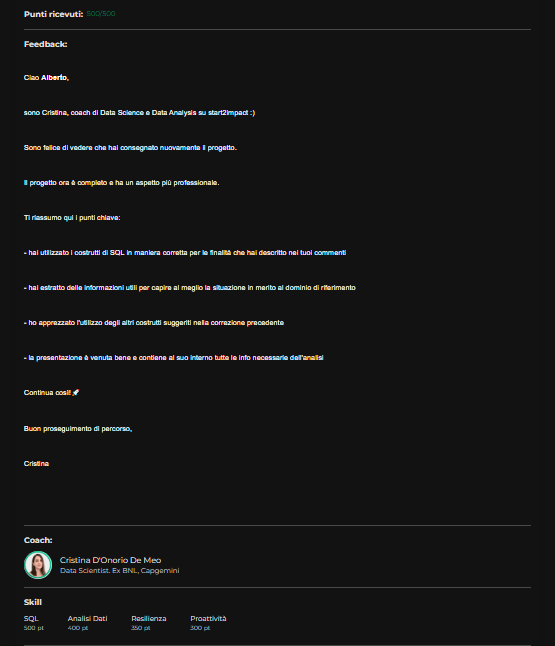 Punti ricevuti: 500/500
Feedback:
Ciao Alberto,
sono Cristina, coach di Data Science e Data Analysis su start2impact :)
Sono felice di vedere che hai consegnato nuovamente il progetto.
Il progetto ora è completo e ha un aspetto più professionale.
Ti riassumo qui i punti chiave:
- hai utilizzato i costrutti di SQL in maniera corretta per le finalità che hai descritto nei tuoi commenti
- hai estratto delle informazioni utili per capire al meglio la situazione in merito al dominio di riferimento
- ho apprezzato l'utilizzo degli altri costrutti suggeriti nella correzione precedente
- la presentazione è venuta bene e contiene al suo interno tutte le info necessarie dell'analisi
Continua così! 🚀
Buon proseguimento di percorso,
Cristina
Coach:
Cristina D'Onorio De Meo
Data Scientist. Ex BNL, Capgemini
Skill
SQL Analisi Dati Resilienza Proattività
500 pt 400 pt 350 pt 300 pt